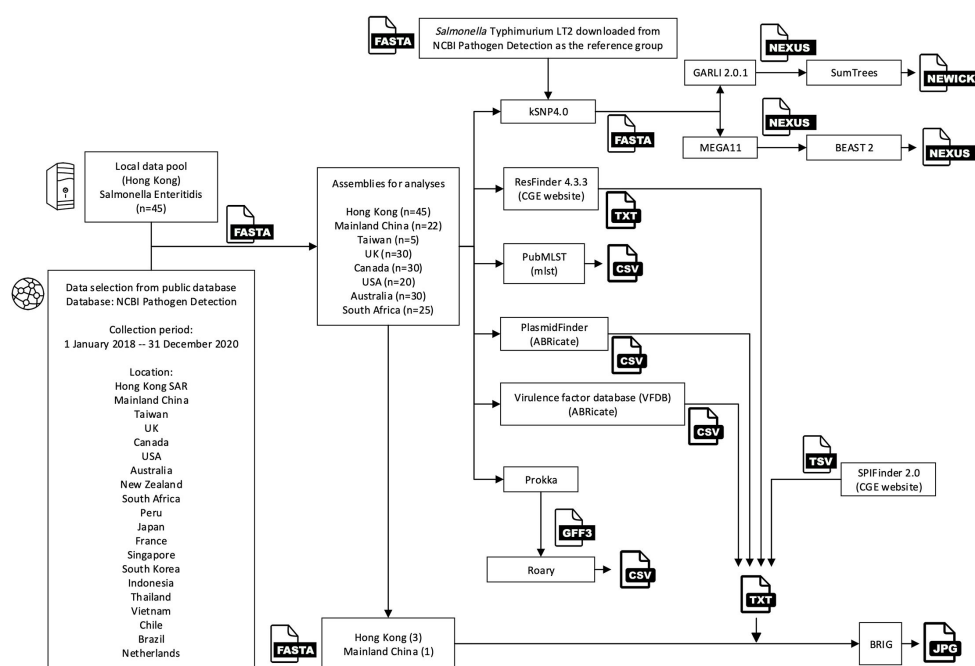 Salmonella Typhimurium LT2 downloaded from
NCBI Pathogen Detection as the reference group
FASTA
NEXUS
GARLI 2.0.1
SumTrees
NEWICK
kSNP4.0
FASTA
NEXUS
MEGA11
BEAST 2
NEXUS
Local data pool
(Hong Kong)
Salmonella Enteritidis
(n=45)
FASTA
Assemblies for analyses
Hong Kong (n=45)
Mainland China (n=22)
Taiwan (n=5)
UK (n=30)
Canada (n=30)
USA (n=20)
Australia (n=30)
South Africa (n=25)
ResFinder 4.3.3
(CGE website)
TXT
PubMLST
(mlst)
CSV
Data selection from public database
Database: NCBI Pathogen Detection
Collection period:
1 January 2018 -- 31 December 2020
Location:
Hong Kong SAR
Mainland China
Taiwan
UK
Canada
USA
Australia
New Zealand
South Africa
Peru
Japan
France
Singapore
South Korea
Indonesia
Thailand
Vietnam
Chile
Brazil
Netherlands
PlasmidFinder
(ABRicate)
CSV
Virulence factor database (VFDB)
(ABRicate)
CSV
TSV
SPIFinder 2.0
(CGE website)
Prokka
GFF3
Roary
CSV
TXT
FASTA
Hong Kong (3)
Mainland China (1)
BRIG
JPG